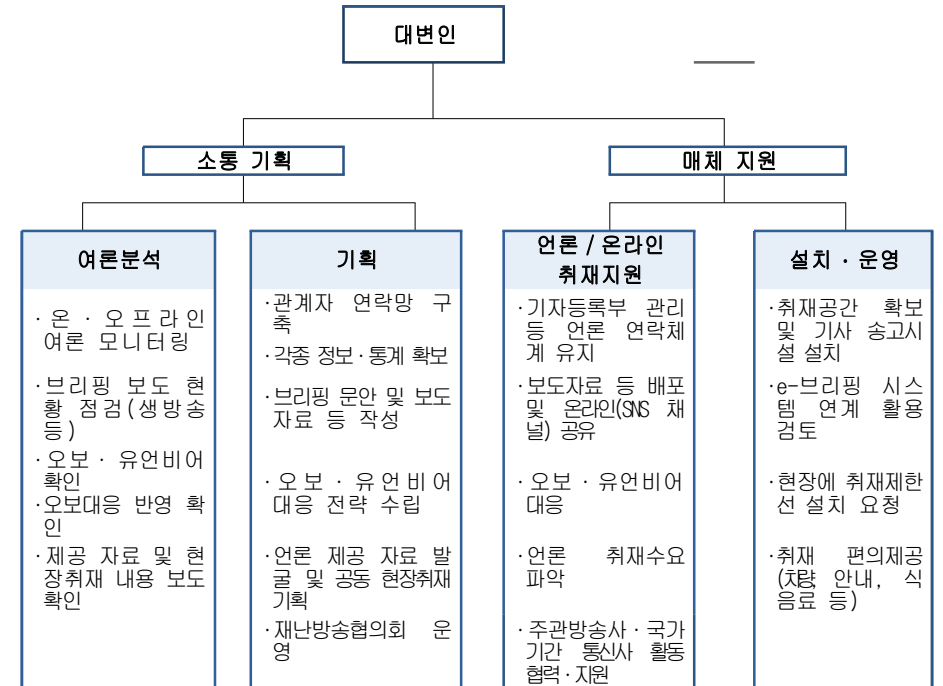 대변인
소통 기획
매체 지원
여론분석
· 온 · 오프라인
여론 모니터링
·브리핑 보도 현
황 점검(생방송
등)
·오보 · 유언비어
확인
·오보대응 반영 확
인
·제공 자료 및 현
장취재 내용 보도
확인
기획
·관계자 연락망 구
축
·각종 정보·통계 확보
·브리핑 문안 및 보도
자료 등 작성
·오보 · 유언비어
대응 전략 수립
·언론 제공 자료 발
굴 및 공동 현장취재
기획
·재난방송협의회 운
영
언론 / 온라인
취재지원
·기자등록부 관리
등 언론 연락체
계 유지
·보도자료 등 배포
및 온라인(SNS 채
널) 공유
·오보 · 유언비어
대응
·언론 취재수요
파악
·주관방송사·국가
기간 통신사 활동
협력·지원
설치 · 운영
·취재공간 확보
및 기사 송고시
설 설치
·e-브리핑 시스
템 연계 활용
검토
·현장에 취재제한
선 설치 요청
·취재 편의제공
(차량 안내, 식
음료 등)